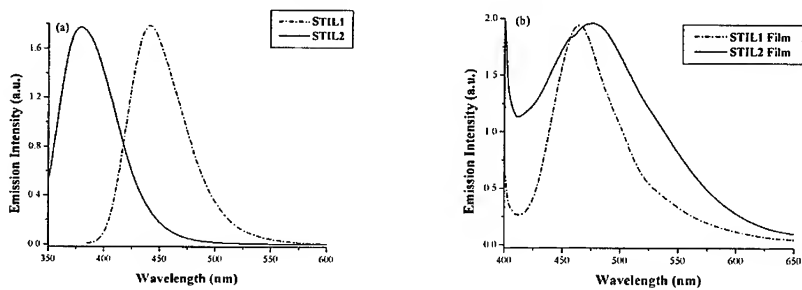 (a)
STIL1
STIL2
Emission Intensity (a.u.)
1.8
1.2
0.6
0.0
350 400 450 500 550 600
Wavelength (nm)
(b)
STIL1 Film
STIL2 Film
Emission Intensity (a.u.)
2.0
1.5
1.0
0.5
0.0
400 450 500 550 600 650
Wavelength (nm)